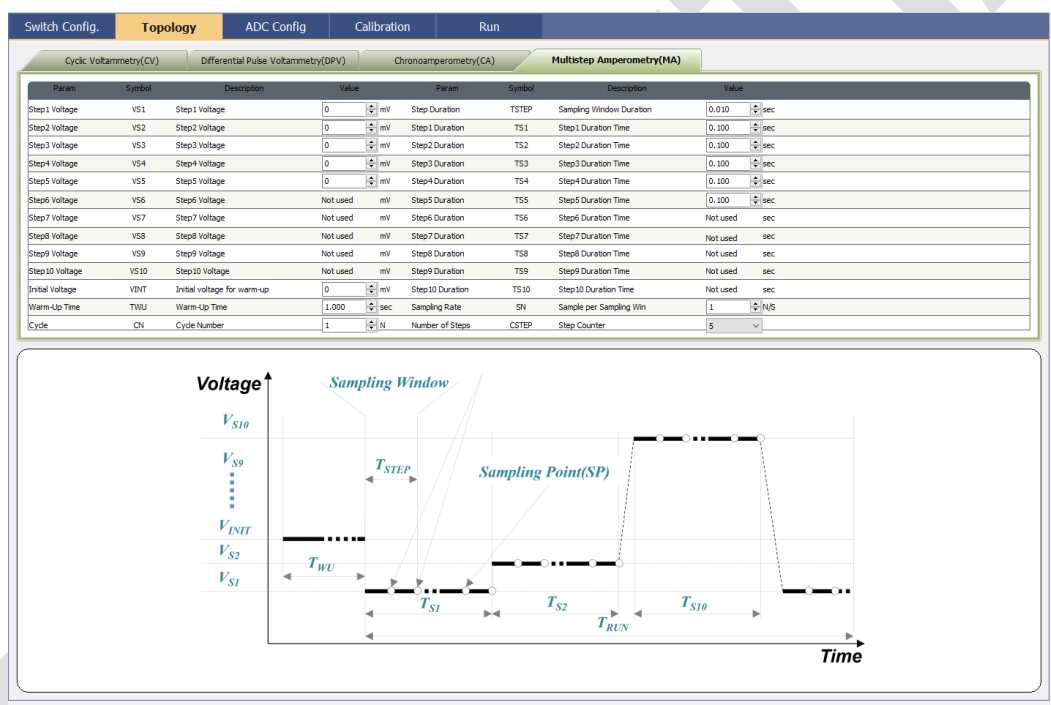 Switch Config. Topology ADC Config Calibration Run
Cyclic Voltammetry(CV) Differential Pulse Voltammetry(DPV) Chronoamperometry(CA) Multistep Amperometry(MA)
Param Symbol Description Value Param Symbol Description Value
Step1 Voltage VS1 Step1 Voltage 0 mV Step Duration TSTEP Sampling Window Duration 0.010 sec
Step2 Voltage VS2 Step2 Voltage 0 mV Step1 Duration TS1 Step1 Duration Time 0.100 sec
Step3 Voltage VS3 Step3 Voltage 0 mV Step2 Duration TS2 Step2 Duration Time 0.100 sec
Step4 Voltage VS4 Step4 Voltage 0 mV Step3 Duration TS3 Step3 Duration Time 0.100 sec
Step5 Voltage VS5 Step5 Voltage 0 mV Step4 Duration TS4 Step4 Duration Time 0.100 sec
Step6 Voltage VS6 Step6 Voltage Not used mV Step5 Duration TS5 Step5 Duration Time 0.100 sec
Step7 Voltage VS7 Step7 Voltage Not used mV Step6 Duration TS6 Step6 Duration Time Not used sec
Step8 Voltage VS8 Step8 Voltage Not used mV Step7 Duration TS7 Step7 Duration Time Not used sec
Step9 Voltage VS9 Step9 Voltage Not used mV Step8 Duration TS8 Step8 Duration Time Not used sec
Step10 Voltage VS10 Step10 Voltage Not used mV Step9 Duration TS9 Step9 Duration Time Not used sec
Initial Voltage VINT Initial voltage for warm-up 0 mV Step10 Duration TS10 Step10 Duration Time Not used sec
Warm-Up Time TWU Warm-Up Time 1.000 sec Sampling Rate SN Sample per Sampling Win 1 N/S
Cycle CN Cycle Number 1 N Number of Steps CSTEP Step Counter 5
Voltage Sampling Window
VS10
VS9 TSTEP Sampling Point(SP)
VINIT
VS2 TWU
VS1
TS1 TS2 TS10
TRUN
Time